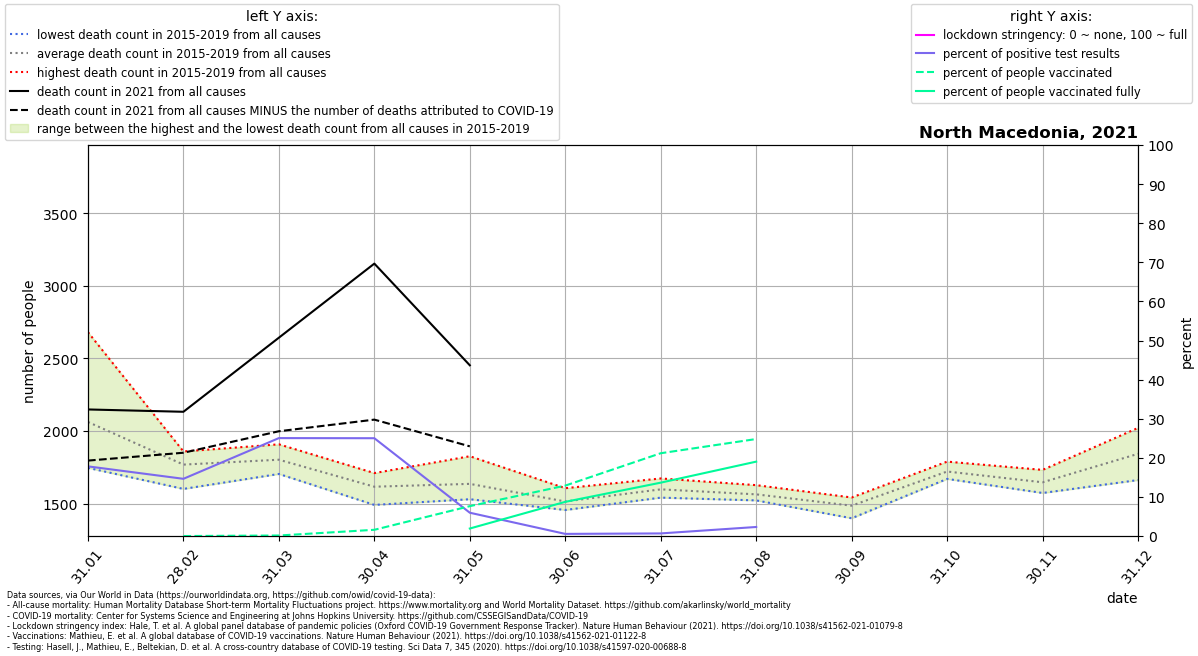 left Y axis:
lowest death count in 2015-2019 from all causes
average death count in 2015-2019 from all causes
highest death count in 2015-2019 from all causes
death count in 2021 from all causes
death count in 2021 from all causes MINUS the number of deaths attributed to COVID-19
range between the highest and the lowest death count from all causes in 2015-2019
right Y axis:
lockdown stringency: 0 ~ none, 100 ~ full
percent of positive test results
percent of people vaccinated
percent of people vaccinated fully
North Macedonia, 2021
number of people
3500
3000
2500
2000
1500
100
90
80
70
60
50
40
30
20
10
0
percent
31.01
28.02
31.03
30.04
31.05
30.06
31.07
31.08
30.09
31.10
30.11
31.12
date
Data sources, via Our World in Data (https://ourworldindata.org, https://github.com/owid/covid-19-data):
- All-cause mortality: Human Mortality Database Short-term Mortality Fluctuations project. https://www.mortality.org and World Mortality Dataset. https://github.com/akarlinsky/world_mortality
- COVID-19 mortality: Center for Systems Science and Engineering at Johns Hopkins University. https://github.com/CSSEGISandData/COVID-19
- Lockdown stringency index: Hale, T. et al. A global panel database of pandemic policies (Oxford COVID-19 Government Response Tracker). Nature Human Behaviour (2021). https://doi.org/10.1038/s41562-021-01079-8
- Vaccinations: Mathieu, E. et al. A global database of COVID-19 vaccinations. Nature Human Behaviour (2021). https://doi.org/10.1038/s41562-021-01122-8
- Testing: Hasell, J., Mathieu, E., Beltekian, D. et al. A cross-country database of COVID-19 testing. Sci Data 7, 345 (2020). https://doi.org/10.1038/s41597-020-00688-8